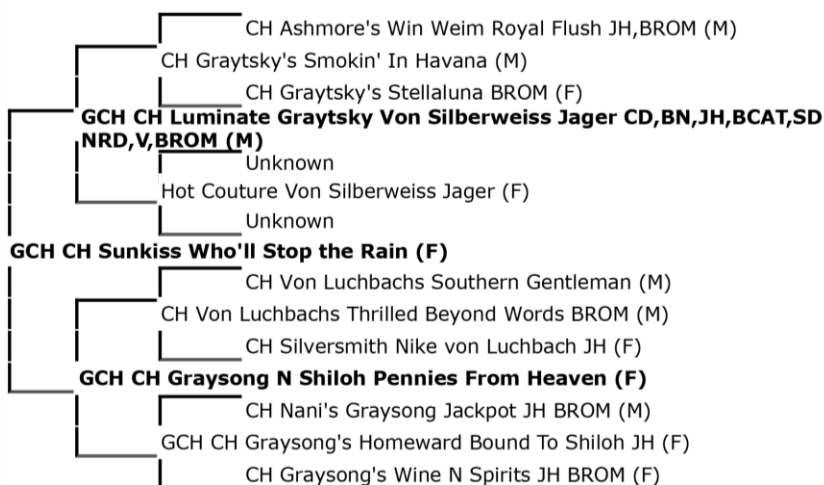 CH Ashmore's Win Weim Royal Flush JH,BROM (M)
CH Graytsky's Smokin' In Havana (M)
CH Graytsky's Stellaluna BROM (F)
GCH CH Luminate Graytsky Von Silberweiss Jager CD,BN,JH,BCAT,SD
NRD,V,BROM (M)
Unknown
Hot Couture Von Silberweiss Jager (F)
Unknown
GCH CH Sunkiss Who'll Stop the Rain (F)
CH Von Luchbachs Southern Gentleman (M)
CH Von Luchbachs Thrilled Beyond Words BROM (M)
CH Silversmith Nike von Luchbach JH (F)
GCH CH Graysong N Shiloh Pennies From Heaven (F)
CH Nani's Graysong Jackpot JH BROM (M)
GCH CH Graysong's Homeward Bound To Shiloh JH (F)
CH Graysong's Wine N Spirits JH BROM (F)